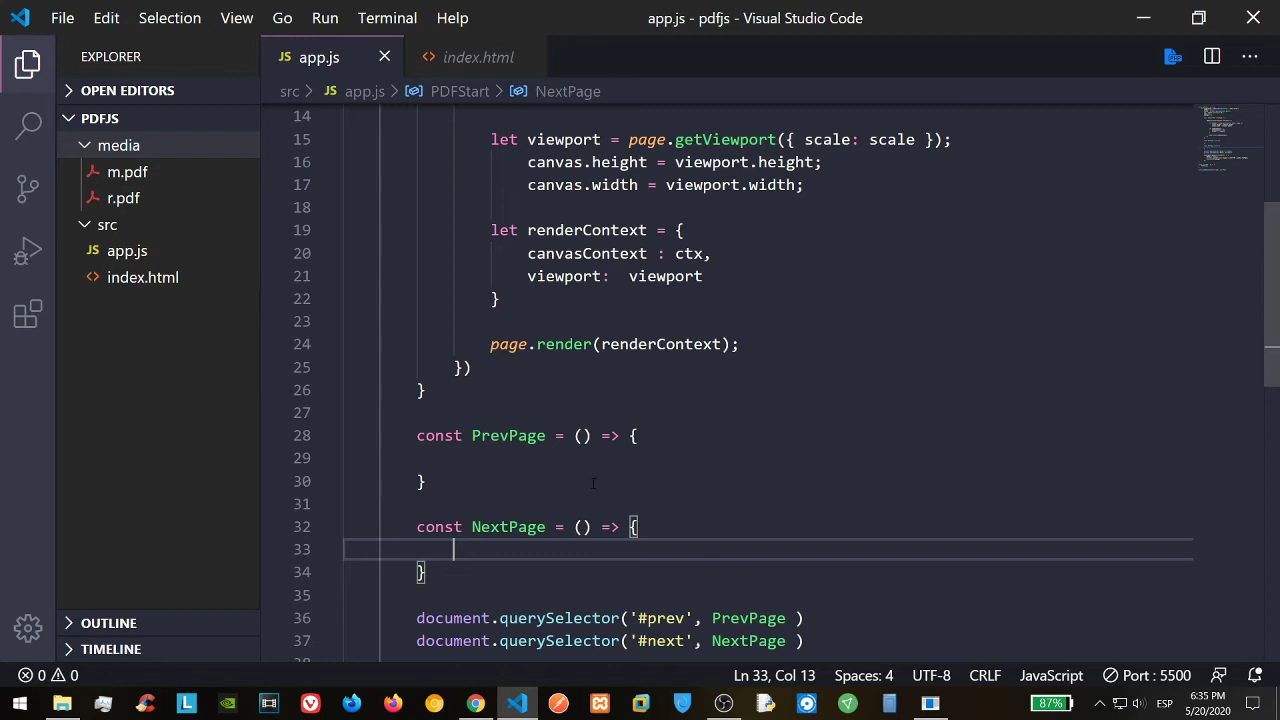 File Edit Selection View Go Run Terminal Help app.js - pdfjs - Visual Studio Code
EXPLORER
JS app.js
<> index.html
OPEN EDITORS
src > JS app.js > PDFStart > NextPage
PDFJS
media
m.pdf
r.pdf
src
JS app.js
<> index.html
14
15 let viewport = page.getViewport({ scale: scale });
16 canvas.height = viewport.height;
17 canvas.width = viewport.width;
18
19 let renderContext = {
20 canvasContext : ctx,
21 viewport: viewport
22 }
23
24 page.render(renderContext);
25 })
26 }
27
28 const PrevPage = () => {
29
30 }
31
32 const NextPage = () => {
33
34 }
35
36 document.querySelector('#prev', PrevPage )
37 document.querySelector('#next', NextPage )
OUTLINE
TIMELINE
0 0 Ln 33, Col 13 Spaces: 4 UTF-8 CRLF JavaScript Port : 5500
L
87% ESP 6:35 PM
5/20/2020